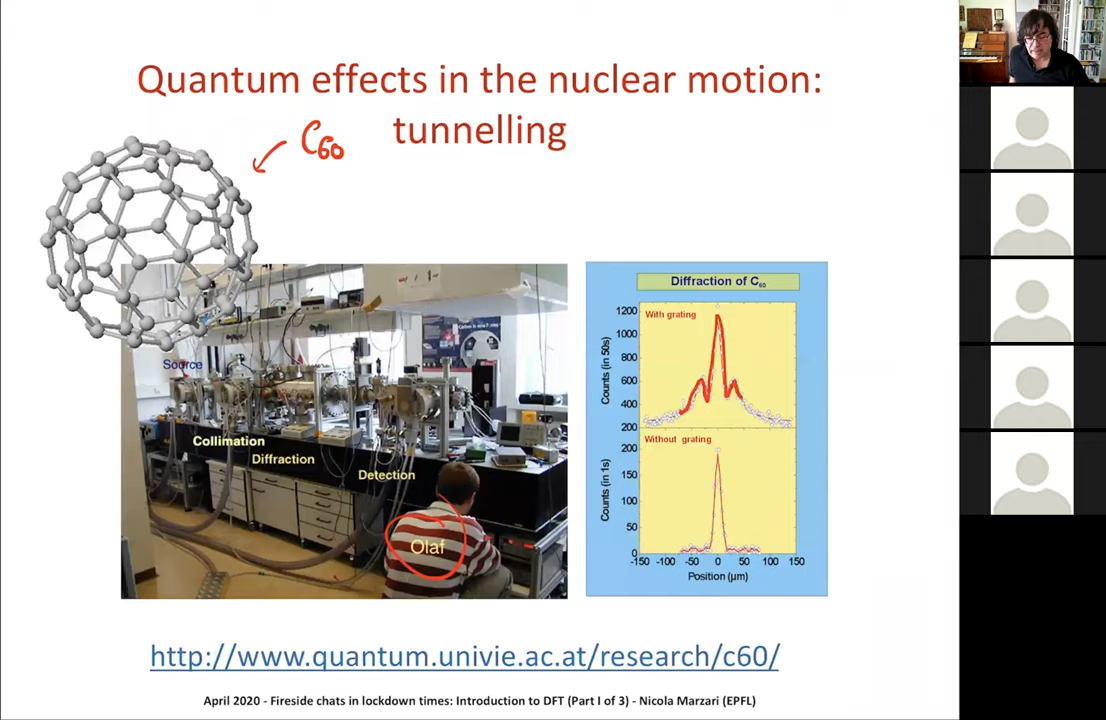 Quantum effects in the nuclear motion:
tunnelling
C60
Source
Collimation
Diffraction
Detection
Olaf
Diffraction of C60
With grating
Counts (in 50s)
1200
1000
800
600
400
200
Without grating
Counts (in 1s)
200
150
100
50
0
-150 -100 -50 0 50 100 150
Position (µm)
http://www.quantum.univie.ac.at/research/c60/
April 2020 - Fireside chats in lockdown times: Introduction to DFT (Part I of 3) - Nicola Marzari (EPFL)